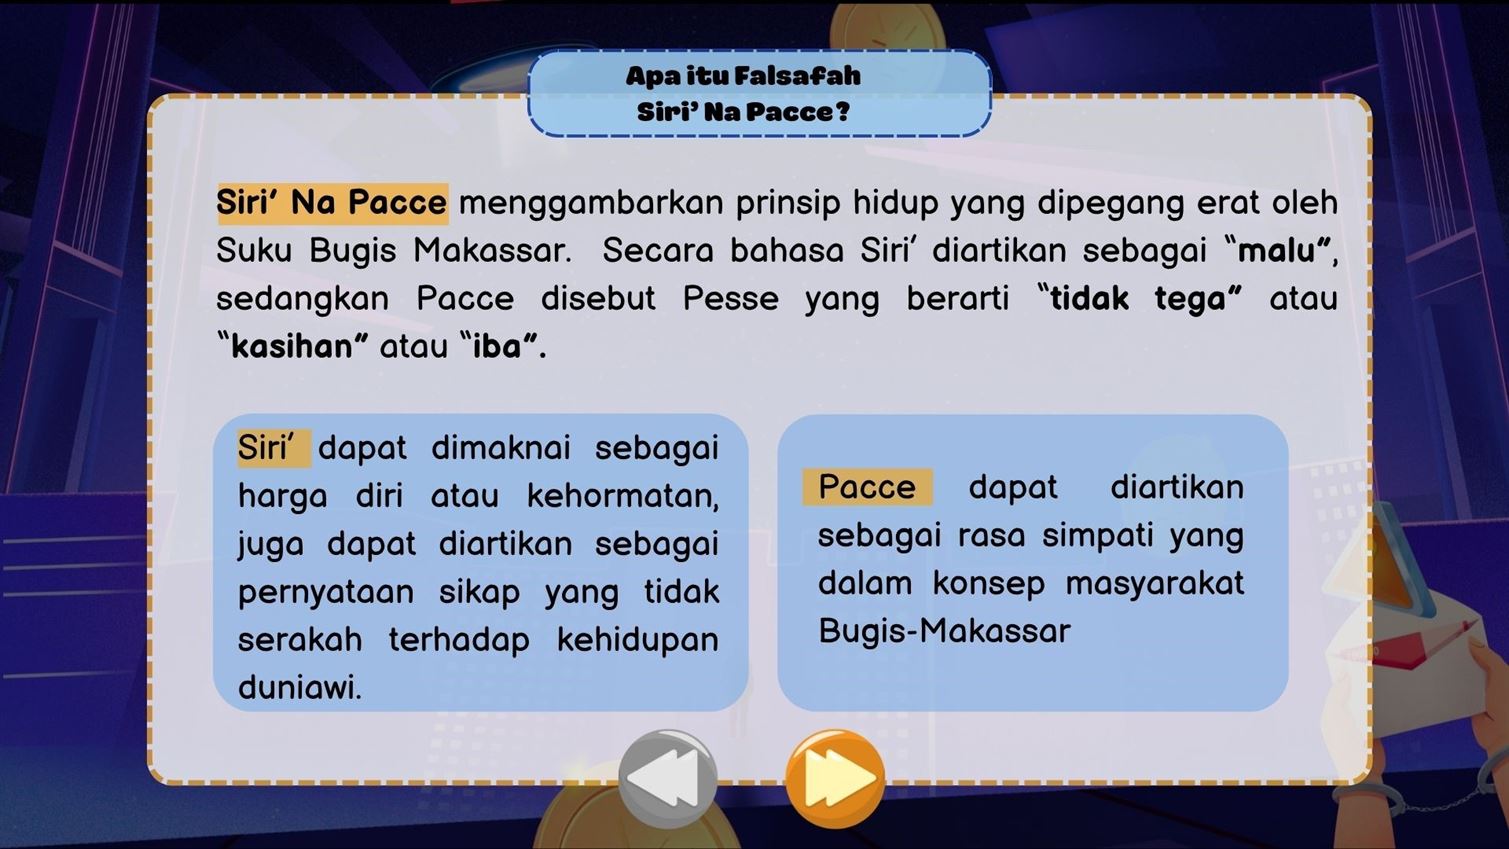 Apa itu Falsafah
Siri’ Na Pacce?
Siri’ Na Pacce menggambarkan prinsip hidup yang dipegang erat oleh
Suku Bugis Makassar. Secara bahasa Siri’ diartikan sebagai “malu”,
sedangkan Pacce disebut Pesse yang berarti “tidak tega” atau
“kasihan” atau “iba”.
Siri’ dapat dimaknai sebagai
harga diri atau kehormatan,
juga dapat diartikan sebagai
pernyataan sikap yang tidak
serakah terhadap kehidupan
duniawi.
Pacce dapat diartikan
sebagai rasa simpati yang
dalam konsep masyarakat
Bugis-Makassar